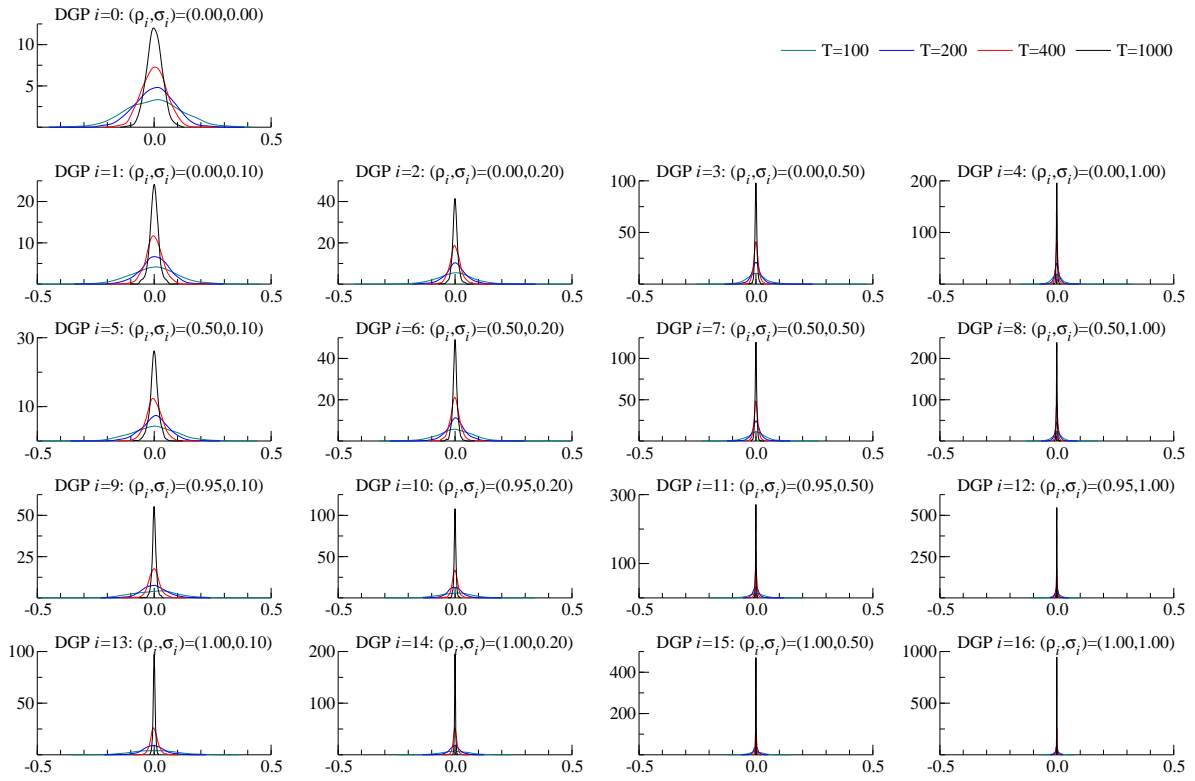 DGP i=0: (ρi,σi)=(0.00,0.00)
T=100 T=200 T=400 T=1000
10
5
0.0 0.5
DGP i=1: (ρi,σi)=(0.00,0.10) DGP i=2: (ρi,σi)=(0.00,0.20) DGP i=3: (ρi,σi)=(0.00,0.50) DGP i=4: (ρi,σi)=(0.00,1.00)
25 40 100 200
20 50 100
10
-0.5 0.0 0.5 -0.5 0.0 0.5 -0.5 0.0 0.5 -0.5 0.0 0.5
DGP i=5: (ρi,σi)=(0.50,0.10) DGP i=6: (ρi,σi)=(0.50,0.20) DGP i=7: (ρi,σi)=(0.50,0.50) DGP i=8: (ρi,σi)=(0.50,1.00)
30 40 100 200
10 20 50 100
-0.5 0.0 0.5 -0.5 0.0 0.5 -0.5 0.0 0.5 -0.5 0.0 0.5
DGP i=9: (ρi,σi)=(0.95,0.10) DGP i=10: (ρi,σi)=(0.95,0.20) DGP i=11: (ρi,σi)=(0.95,0.50) DGP i=12: (ρi,σi)=(0.95,1.00)
50 100 300 500
25 50 100 250
-0.5 0.0 0.5 -0.5 0.0 0.5 -0.5 0.0 0.5 -0.5 0.0 0.5
DGP i=13: (ρi,σi)=(1.00,0.10) DGP i=14: (ρi,σi)=(1.00,0.20) DGP i=15: (ρi,σi)=(1.00,0.50) DGP i=16: (ρi,σi)=(1.00,1.00)
100 200 400 1000
50 100 200 500
-0.5 0.0 0.5 -0.5 0.0 0.5 -0.5 0.0 0.5 -0.5 0.0 0.5